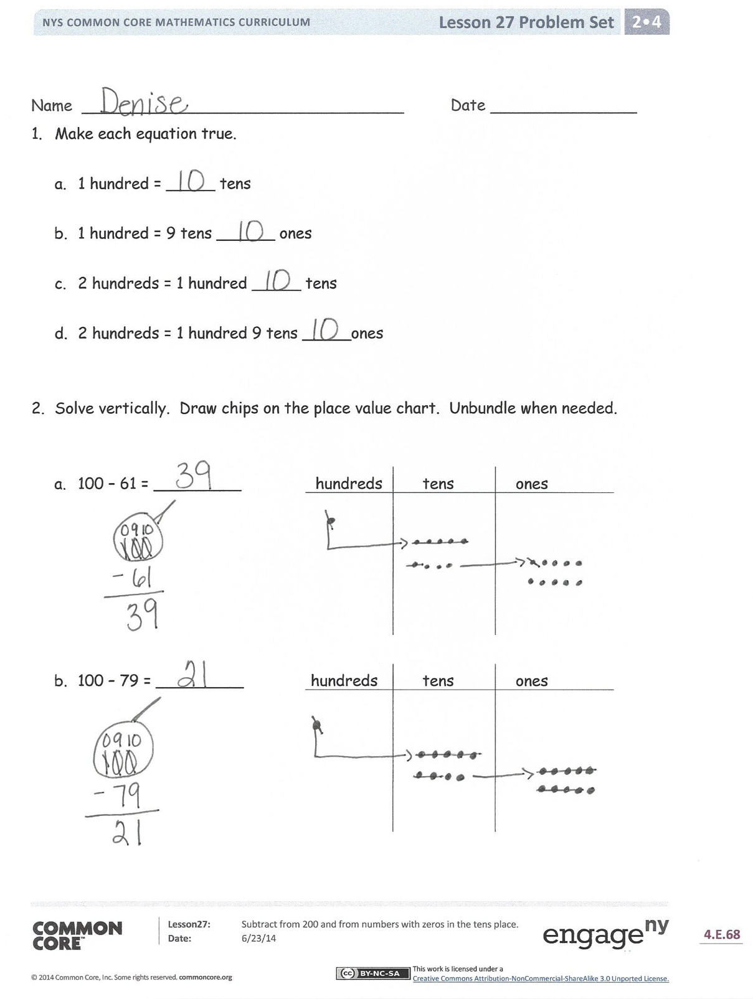 NYS COMMON CORE MATHEMATICS CURRICULUM Lesson 27 Problem Set 2•4
Name Denise Date
1. Make each equation true.
a. 1 hundred = 10 tens
b. 1 hundred = 9 tens 10 ones
c. 2 hundreds = 1 hundred 10 tens
d. 2 hundreds = 1 hundred 9 tens 10 ones
2. Solve vertically. Draw chips on the place value chart. Unbundle when needed.
a. 100 - 61 = 39 hundreds tens ones
0 9 10
100
- 61
39
b. 100 - 79 = 21 hundreds tens ones
0 9 10
100
- 79
21
COMMON CORE™ Lesson27: Subtract from 200 and from numbers with zeros in the tens place.
Date: 6/23/14
engageny 4.E.68
© 2014 Common Core, Inc. Some rights reserved. commoncore.org
cc BY-NC-SA This work is licensed under a
Creative Commons Attribution-NonCommercial-ShareAlike 3.0 Unported License.